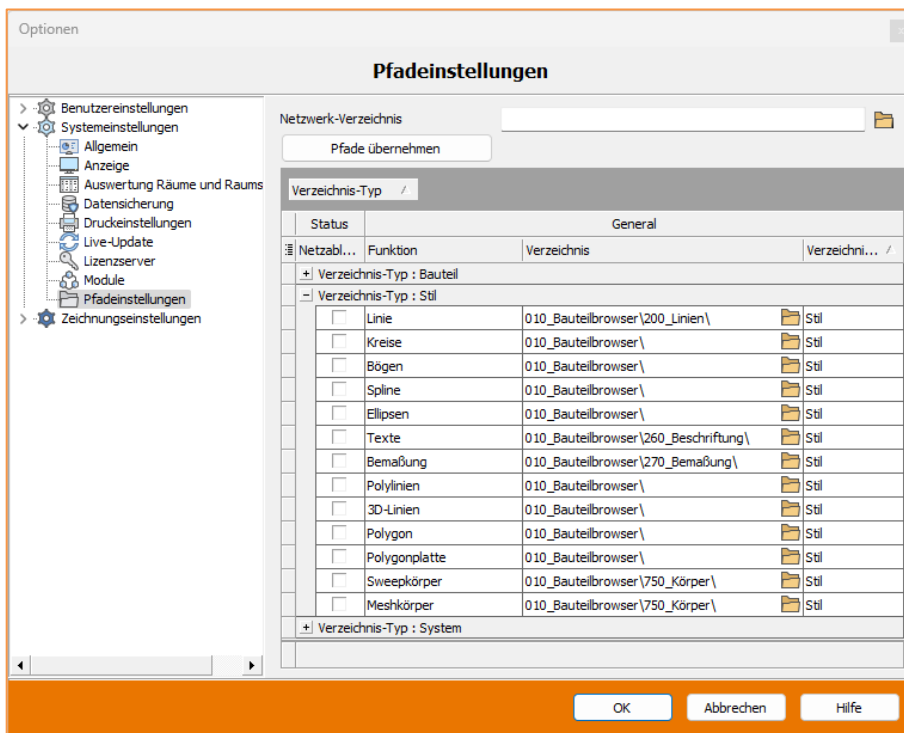 Optionen
Pfadeinstellungen
Benutzereinstellungen
Systemeinstellungen
Allgemein
Anzeige
Auswertung Räume und Raums
Datensicherung
Druckeinstellungen
Live-Update
Lizenzserver
Module
Pfadeinstellungen
Zeichnungseinstellungen
Netzwerk-Verzeichnis
Pfade übernehmen
Verzeichnis-Typ
Status General
Netzabl... Funktion Verzeichnis Verzeichni...
Verzeichnis-Typ : Bauteil
Verzeichnis-Typ : Stil
Linie 010_Bauteilbrowser\200_Linien\ Stil
Kreise 010_Bauteilbrowser\ Stil
Bögen 010_Bauteilbrowser\ Stil
Spline 010_Bauteilbrowser\ Stil
Ellipsen 010_Bauteilbrowser\ Stil
Texte 010_Bauteilbrowser\260_Beschriftung\ Stil
Bemaßung 010_Bauteilbrowser\270_Bemaßung\ Stil
Polylinien 010_Bauteilbrowser\ Stil
3D-Linien 010_Bauteilbrowser\ Stil
Polygon 010_Bauteilbrowser\ Stil
Polygonplatte 010_Bauteilbrowser\ Stil
Sweepkörper 010_Bauteilbrowser\750_Körper\ Stil
Meshkörper 010_Bauteilbrowser\750_Körper\ Stil
Verzeichnis-Typ : System
OK Abbrechen Hilfe